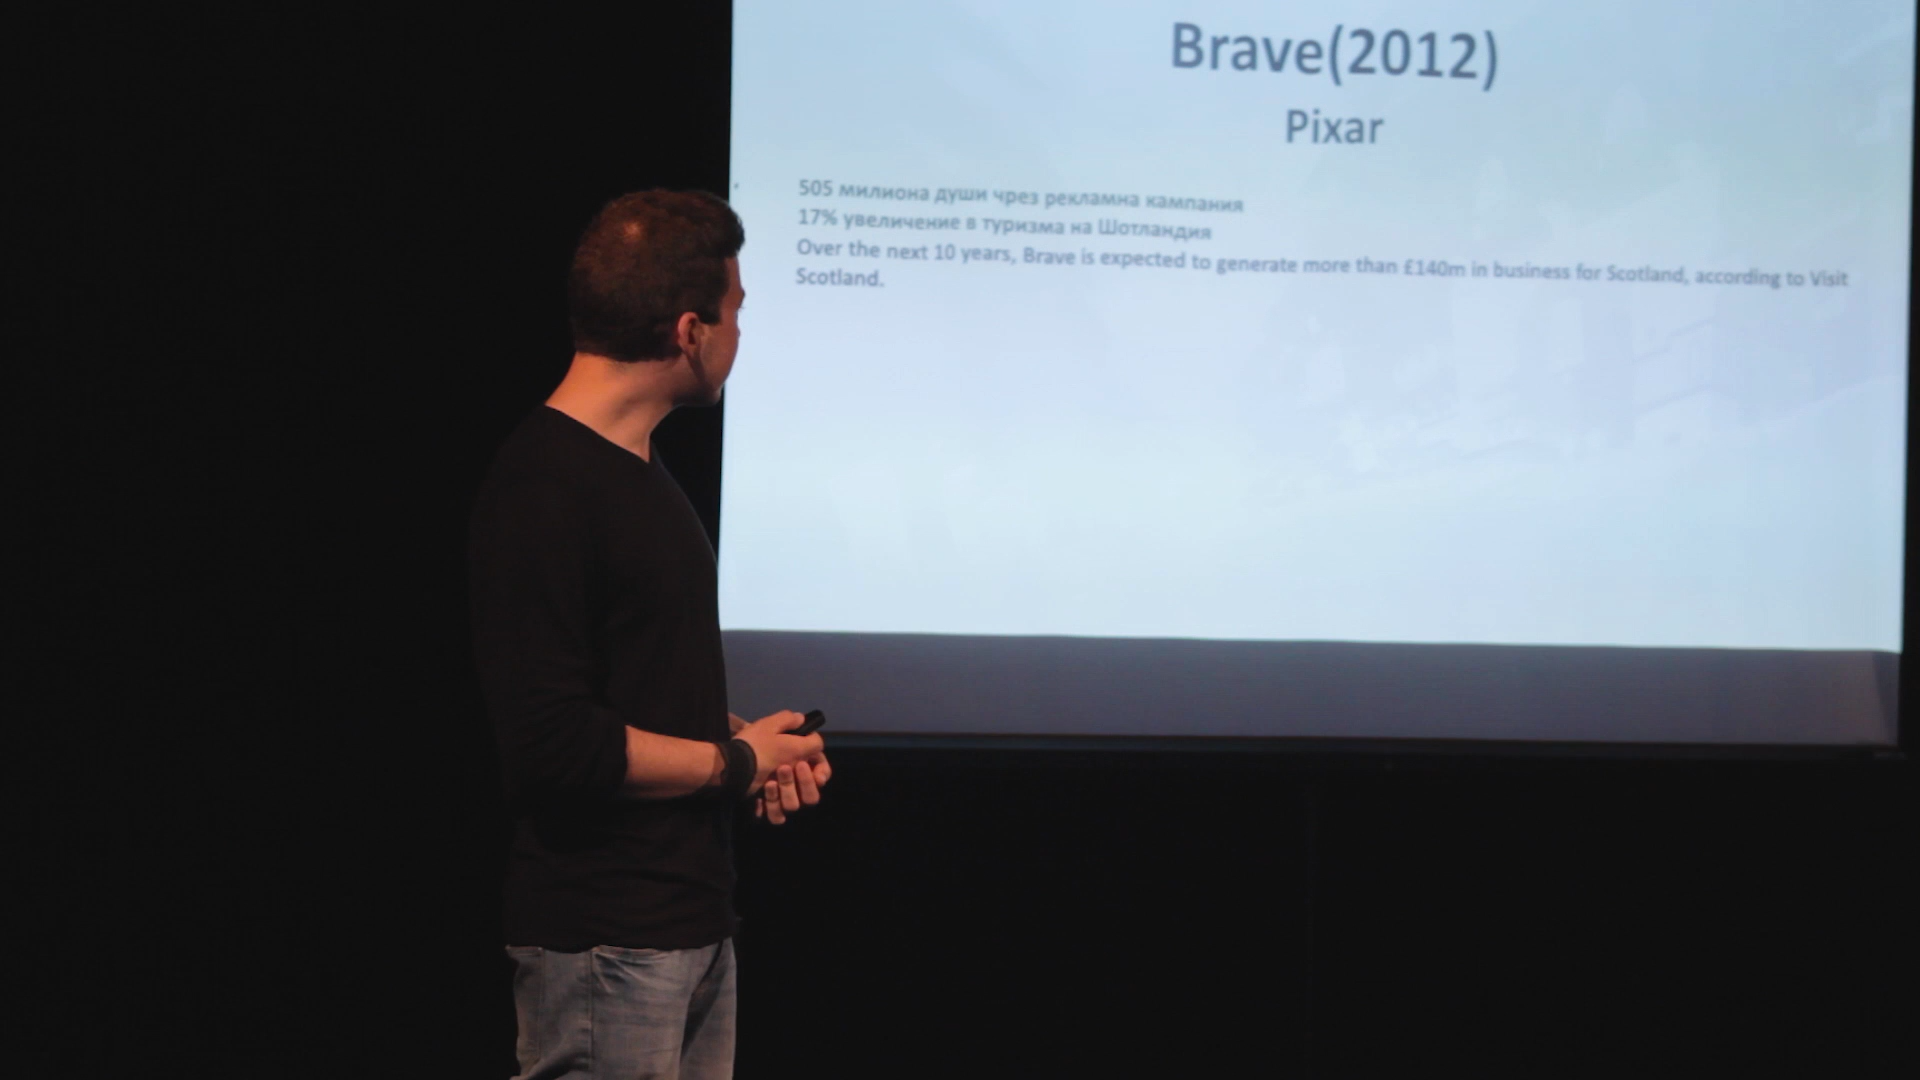 Brave(2012)
Pixar
505 милиона души чрез рекламна кампания
17% увеличение в туризма на Шотландия
Over the next 10 years, Brave is expected to generate more than £140m in business for Scotland, according to Visit
Scotland.